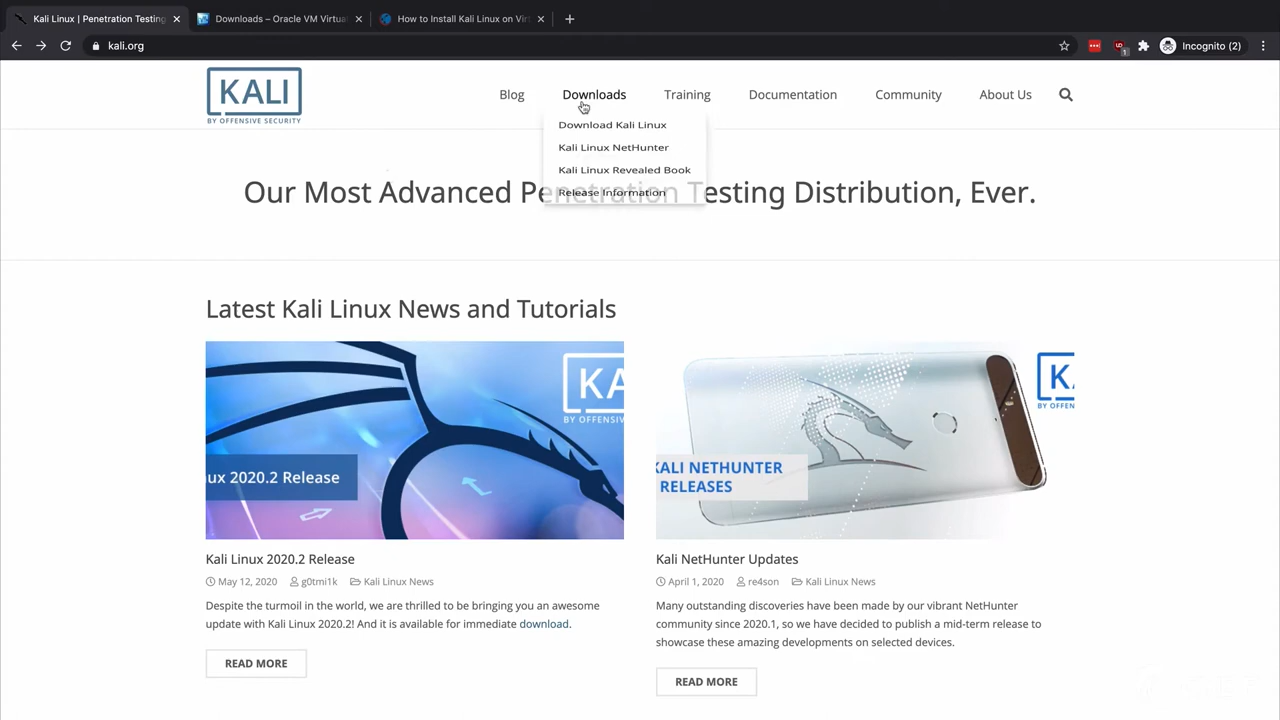 Kali Linux | Penetration Testing
Downloads – Oracle VM Virtual
How to Install Kali Linux on Virt
kali.org
1
Incognito (2)
KALI
BY OFFENSIVE SECURITY
Blog
Downloads
Training
Documentation
Community
About Us
Download Kali Linux
Kali Linux NetHunter
Kali Linux Revealed Book
Release Information
Our Most Advanced Penetration Testing Distribution, Ever.
Latest Kali Linux News and Tutorials
KA
BY OFFENS
ux 2020.2 Release
KALI NETHUNTER
RELEASES
K
BY OFFENS
Kali Linux 2020.2 Release
May 12, 2020 g0tmi1k Kali Linux News
Despite the turmoil in the world, we are thrilled to be bringing you an awesome
update with Kali Linux 2020.2! And it is available for immediate download.
READ MORE
Kali NetHunter Updates
April 1, 2020 re4son Kali Linux News
Many outstanding discoveries have been made by our vibrant NetHunter
community since 2020.1, so we have decided to publish a mid-term release to
showcase these amazing developments on selected devices.
READ MORE